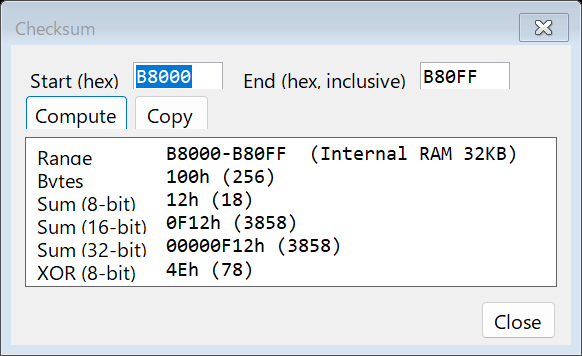 Checksum
Start (hex) B8000 End (hex, inclusive) B80FF
Compute Copy
Range B8000-B80FF (Internal RAM 32KB)
Bytes 100h (256)
Sum (8-bit) 12h (18)
Sum (16-bit) 0F12h (3858)
Sum (32-bit) 00000F12h (3858)
XOR (8-bit) 4Eh (78)
Close